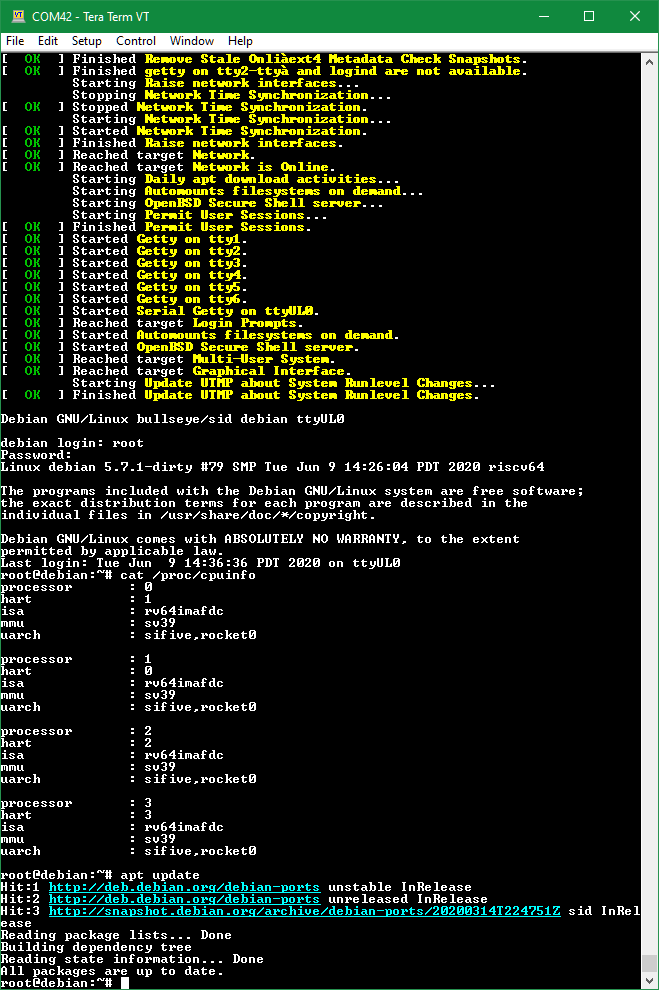 COM42 - Tera Term VT
File Edit Setup Control Window Help
[  OK  ] Finished Remove Stale Onliàext4 Metadata Check Snapshots.
[  OK  ] Finished getty on tty2-ttyà and logind are not available.
         Starting Raise network interfaces...
         Stopping Network Time Synchronization...
[  OK  ] Stopped Network Time Synchronization.
         Starting Network Time Synchronization...
[  OK  ] Started Network Time Synchronization.
[  OK  ] Finished Raise network interfaces.
[  OK  ] Reached target Network.
[  OK  ] Reached target Network is Online.
         Starting Daily apt download activities...
         Starting Automounts filesystems on demand...
         Starting OpenBSD Secure Shell server...
         Starting Permit User Sessions...
[  OK  ] Finished Permit User Sessions.
[  OK  ] Started Getty on tty1.
[  OK  ] Started Getty on tty2.
[  OK  ] Started Getty on tty3.
[  OK  ] Started Getty on tty4.
[  OK  ] Started Getty on tty5.
[  OK  ] Started Getty on tty6.
[  OK  ] Started Serial Getty on ttyUL0.
[  OK  ] Reached target Login Prompts.
[  OK  ] Started Automounts filesystems on demand.
[  OK  ] Started OpenBSD Secure Shell server.
[  OK  ] Reached target Multi-User System.
[  OK  ] Reached target Graphical Interface.
         Starting Update UTMP about System Runlevel Changes...
[  OK  ] Finished Update UTMP about System Runlevel Changes.
Debian GNU/Linux bullseye/sid debian ttyUL0
debian login: root
Password:
Linux debian 5.7.1-dirty #79 SMP Tue Jun 9 14:26:04 PDT 2020 riscv64
The programs included with the Debian GNU/Linux system are free software;
the exact distribution terms for each program are described in the
individual files in /usr/share/doc/*/copyright.
Debian GNU/Linux comes with ABSOLUTELY NO WARRANTY, to the extent
permitted by applicable law.
Last login: Tue Jun  9 14:36:36 PDT 2020 on ttyUL0
root@debian:~# cat /proc/cpuinfo
processor       : 0
hart            : 1
isa             : rv64imafdc
mmu             : sv39
uarch           : sifive,rocket0
processor       : 1
hart            : 0
isa             : rv64imafdc
mmu             : sv39
uarch           : sifive,rocket0
processor       : 2
hart            : 2
isa             : rv64imafdc
mmu             : sv39
uarch           : sifive,rocket0
processor       : 3
hart            : 3
isa             : rv64imafdc
mmu             : sv39
uarch           : sifive,rocket0
root@debian:~# apt update
Hit:1 http://deb.debian.org/debian-ports unstable InRelease
Hit:2 http://deb.debian.org/debian-ports unreleased InRelease
Hit:3 http://snapshot.debian.org/archive/debian-ports/20200314T224751Z sid InRel
ease
Reading package lists... Done
Building dependency tree
Reading state information... Done
All packages are up to date.
root@debian:~#